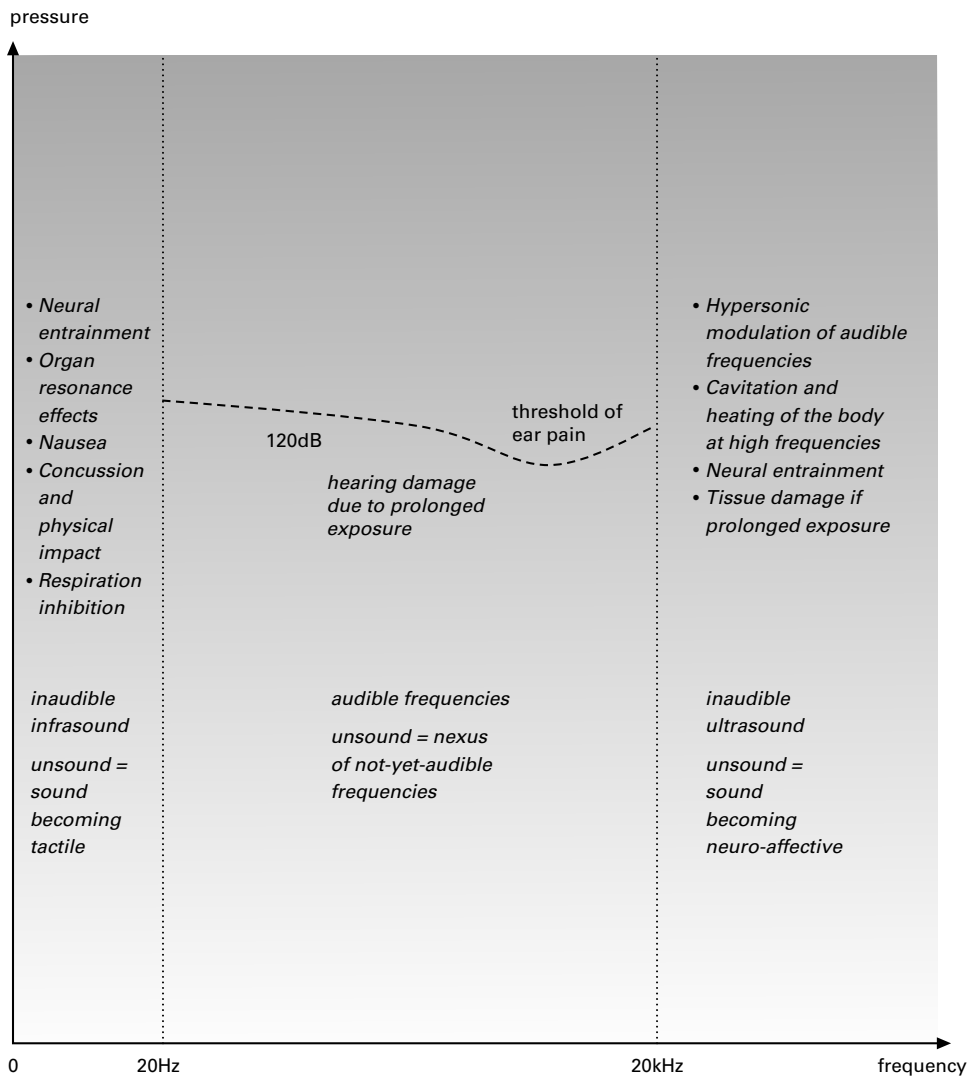 pressure
• Neural
entrainment
• Organ
resonance
effects
• Nausea
• Concussion
and
physical
impact
• Respiration
inhibition
120dB
threshold of
ear pain
hearing damage
due to prolonged
exposure
• Hypersonic
modulation of audible
frequencies
• Cavitation and
heating of the body
at high frequencies
• Neural entrainment
• Tissue damage if
prolonged exposure
inaudible
infrasound
unsound =
sound
becoming
tactile
audible frequencies
unsound = nexus
of not-yet-audible
frequencies
inaudible
ultrasound
unsound =
sound
becoming
neuro-affective
0
20Hz
20kHz
frequency